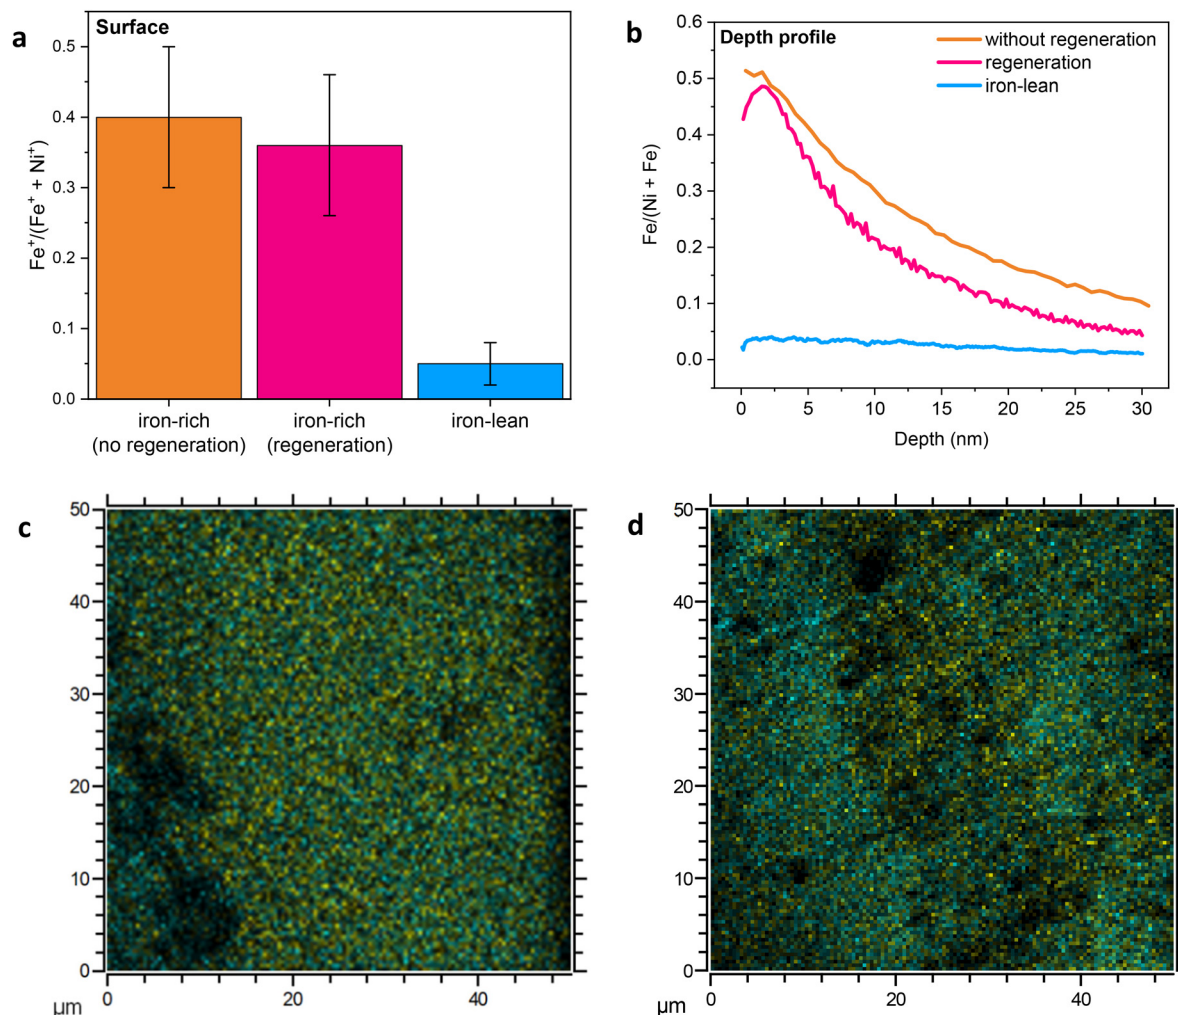 a
Surface
Fe⁺/(Fe⁺ + Ni⁺)
0.5
0.4
0.3
0.2
0.1
0.0
iron-rich
(no regeneration)
iron-rich
(regeneration)
iron-lean
b
Depth profile
without regeneration
regeneration
iron-lean
Fe/(Ni + Fe)
0.6
0.5
0.4
0.3
0.2
0.1
0.0
0 5 10 15 20 25 30
Depth (nm)
c
50
40
30
20
10
0
µm 0 20 40
d
50
40
30
20
10
0
µm 0 20 40